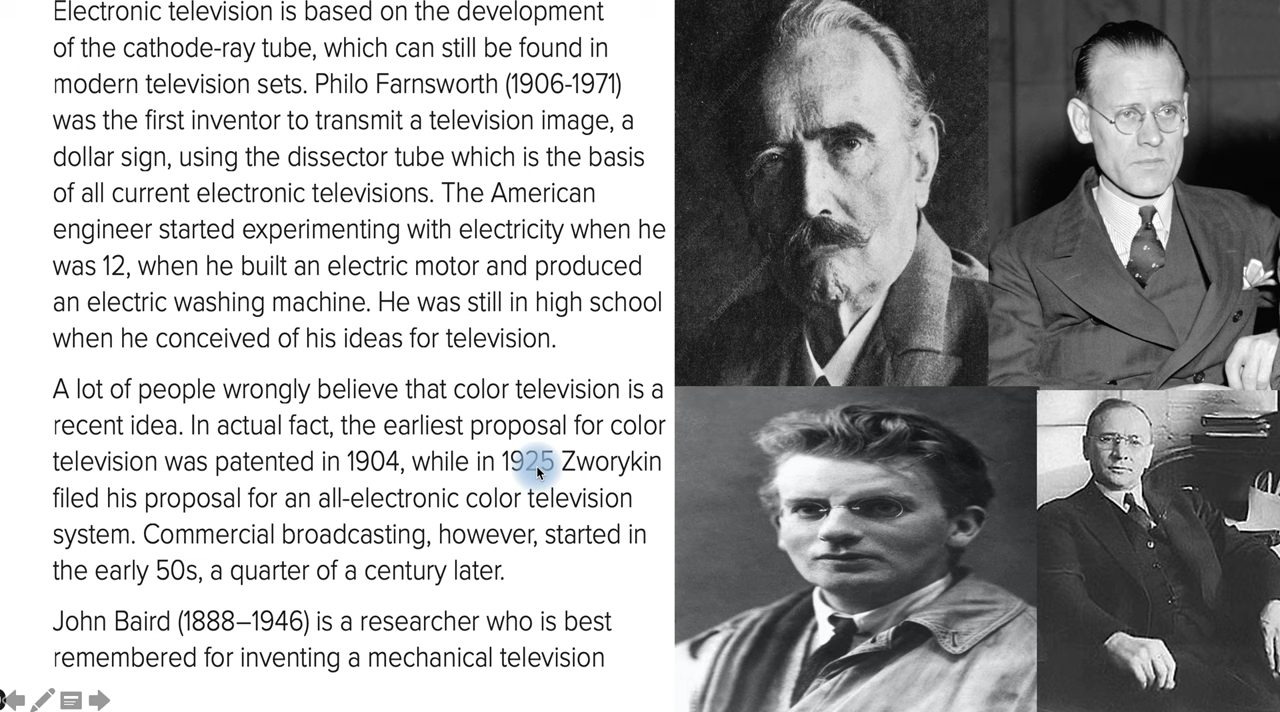 Electronic television is based on the development
of the cathode-ray tube, which can still be found in
modern television sets. Philo Farnsworth (1906-1971)
was the first inventor to transmit a television image, a
dollar sign, using the dissector tube which is the basis
of all current electronic televisions. The American
engineer started experimenting with electricity when he
was 12, when he built an electric motor and produced
an electric washing machine. He was still in high school
when he conceived of his ideas for television.
A lot of people wrongly believe that color television is a
recent idea. In actual fact, the earliest proposal for color
television was patented in 1904, while in 1925 Zworykin
filed his proposal for an all-electronic color television
system. Commercial broadcasting, however, started in
the early 50s, a quarter of a century later.
John Baird (1888–1946) is a researcher who is best
remembered for inventing a mechanical television